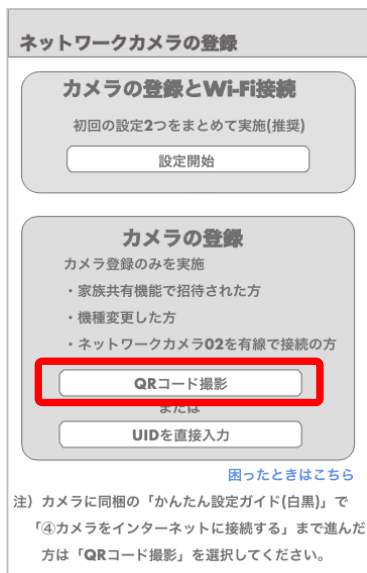 ネットワークカメラの登録
カメラの登録とWi-Fi接続
初回の設定2つをまとめて実施(推奨)
設定開始
カメラの登録
カメラ登録のみを実施
・家族共有機能で招待された方
・機種変更した方
・ネットワークカメラ02を有線で接続の方
QRコード撮影
または
UIDを直接入力
困ったときはこちら
注）カメラに同梱の「かんたん設定ガイド(白黒)」で
「④カメラをインターネットに接続する」まで進んだ
方は「QRコード撮影」を選択してください。